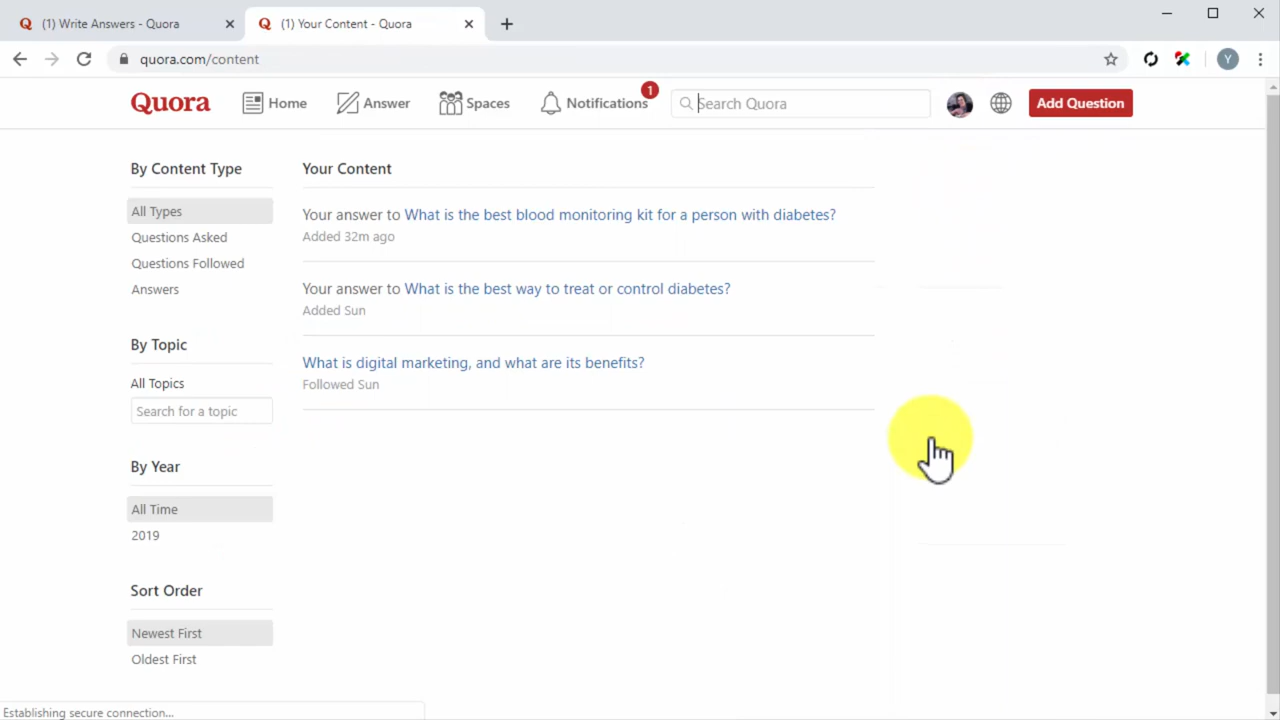 (1) Write Answers - Quora
(1) Your Content - Quora
quora.com/content
Y
Quora
Home
Answer
Spaces
Notifications
1
Search Quora
Add Question
By Content Type
All Types
Questions Asked
Questions Followed
Answers
By Topic
All Topics
Search for a topic
By Year
All Time
2019
Sort Order
Newest First
Oldest First
Your Content
Your answer to What is the best blood monitoring kit for a person with diabetes?
Added 32m ago
Your answer to What is the best way to treat or control diabetes?
Added Sun
What is digital marketing, and what are its benefits?
Followed Sun
Establishing secure connection...